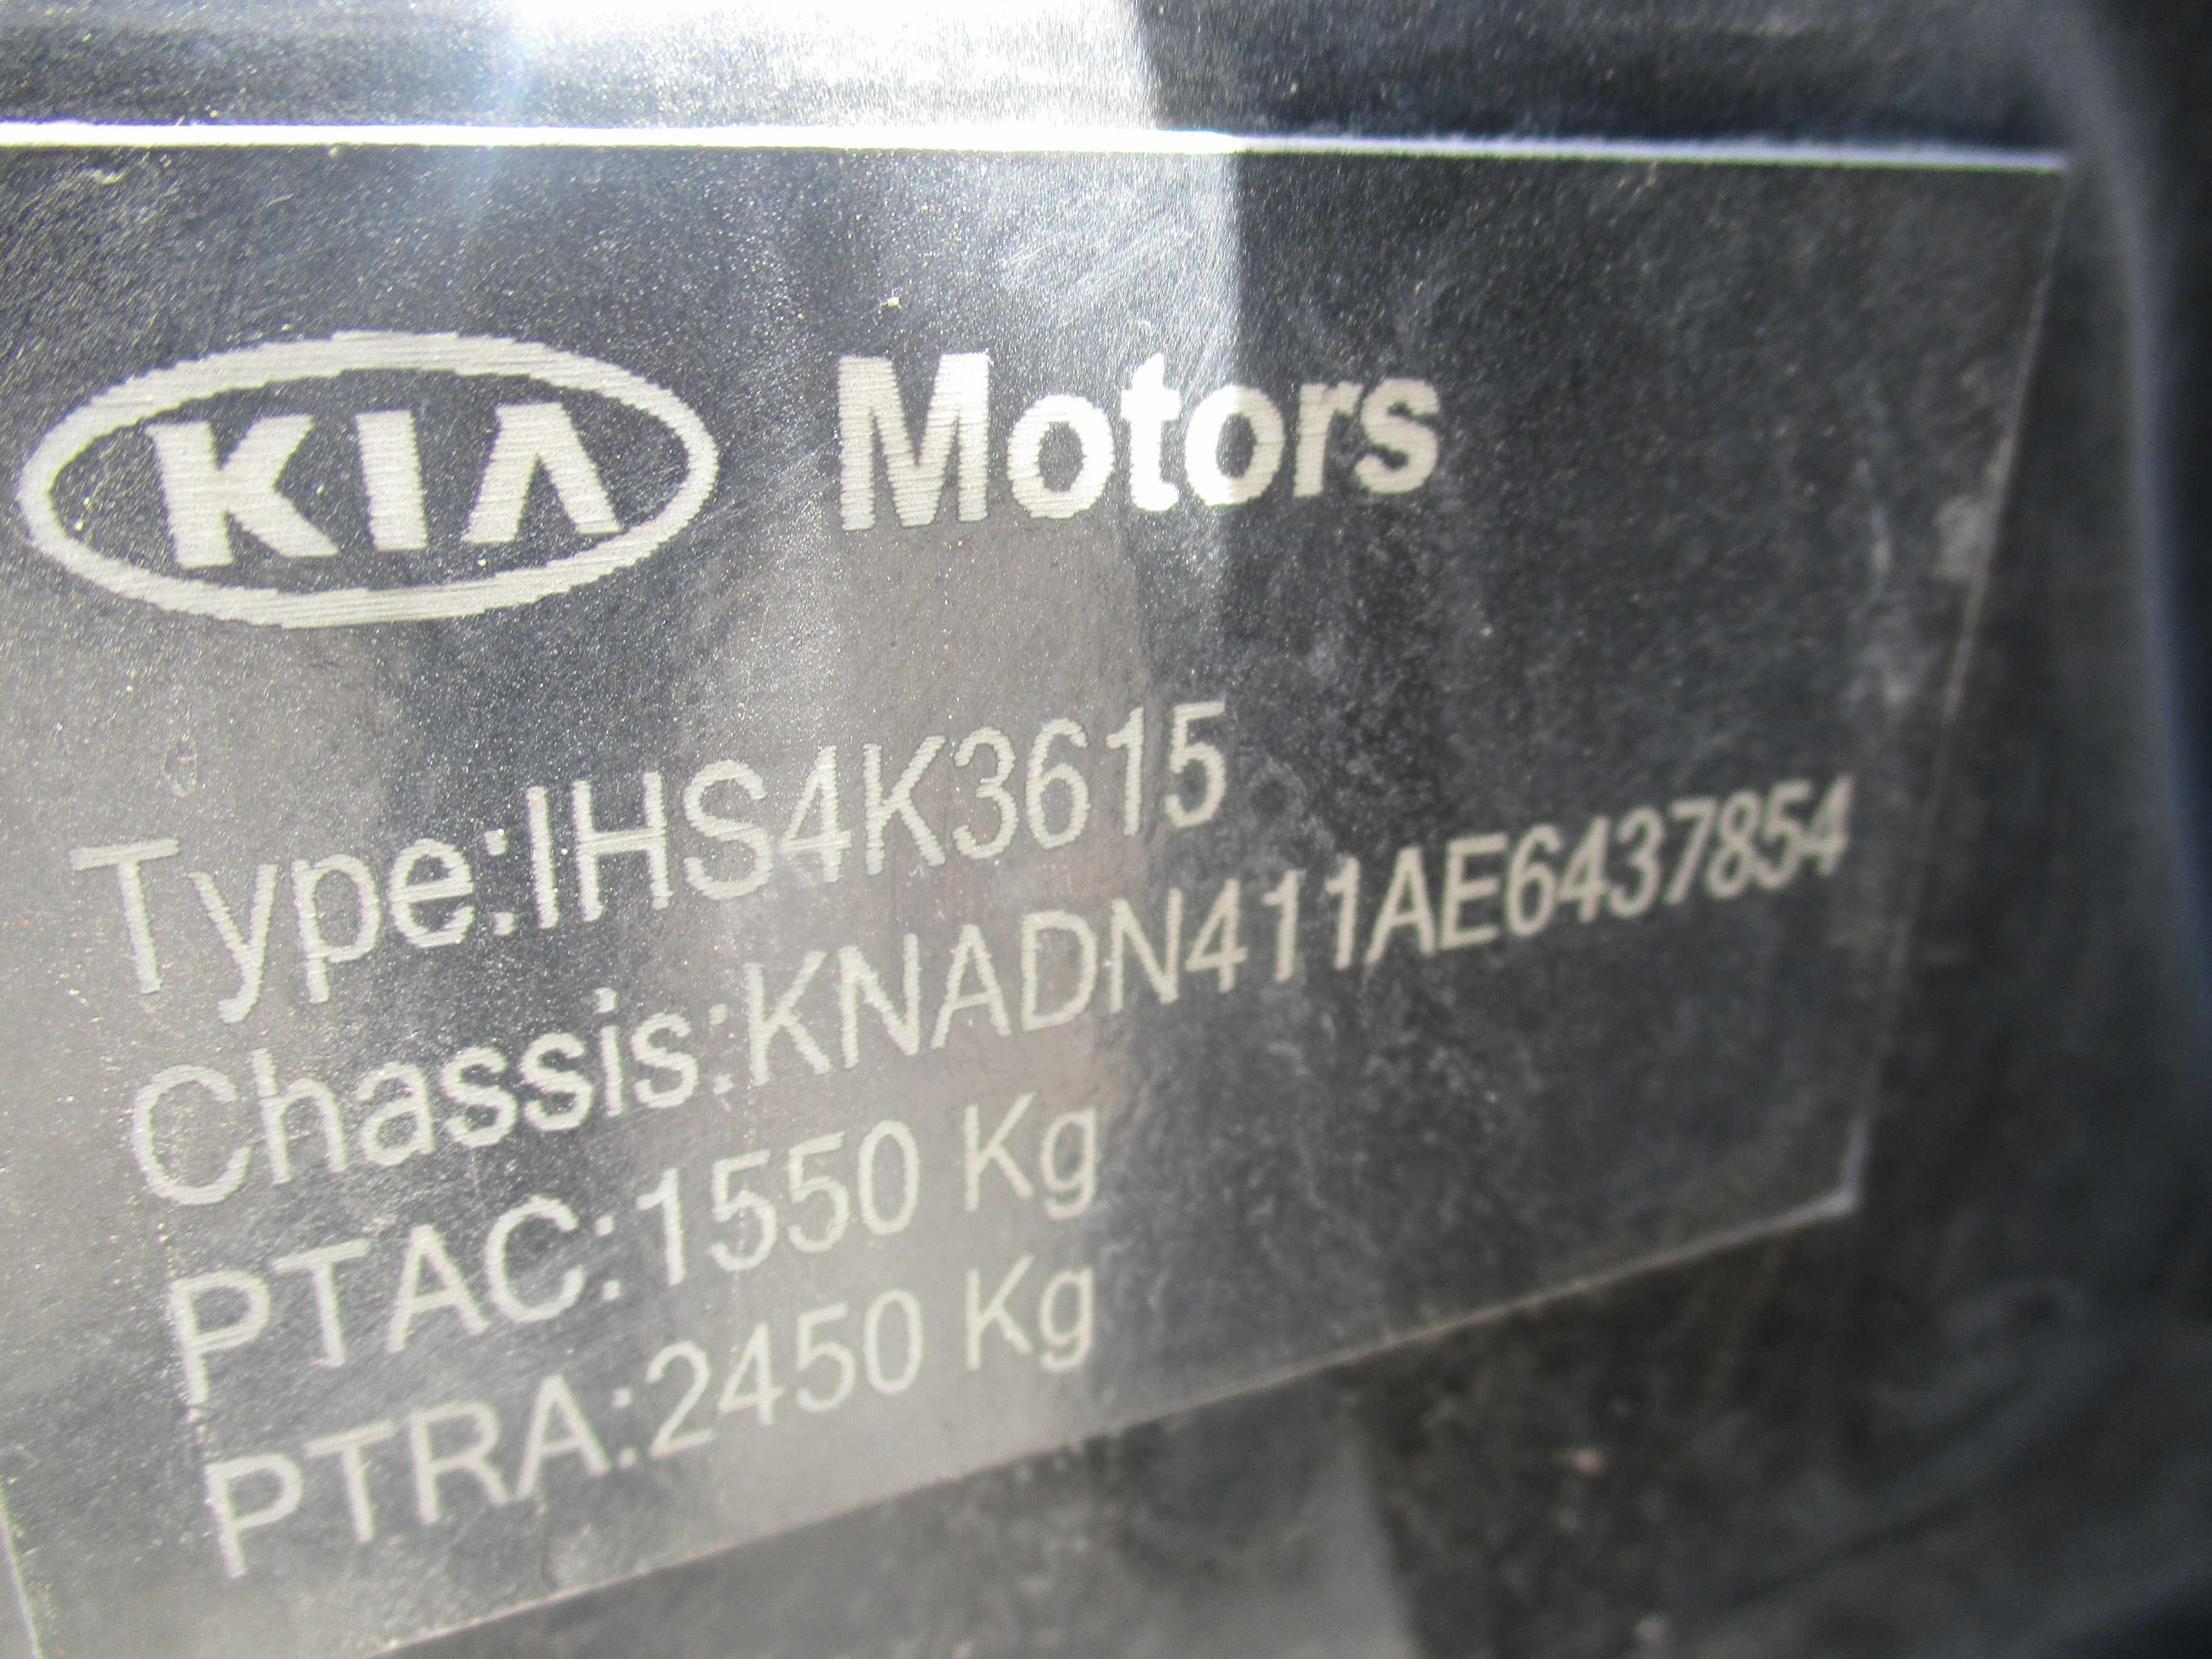 KIA Motors
Type:IHS4K3615
Chassis:KNADN411AE6437854
PTAC:1550 Kg
PTRA:2450 Kg